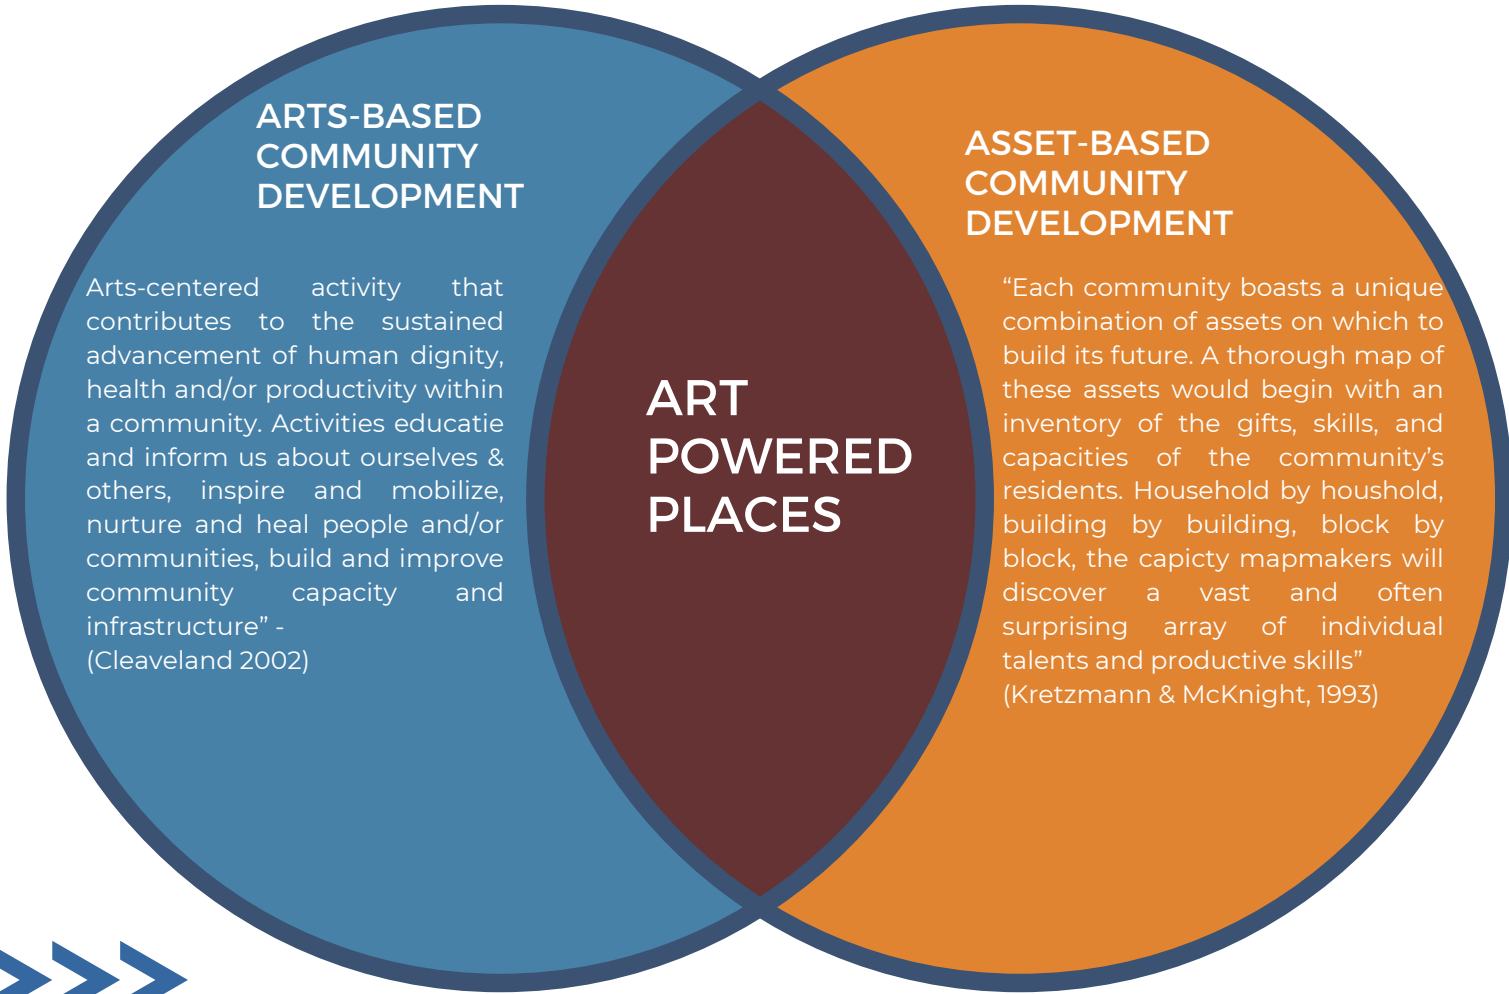 ARTS-BASED
COMMUNITY
DEVELOPMENT
Arts-centered activity that
contributes to the sustained
advancement of human dignity,
health and/or productivity within
a community. Activities educatie
and inform us about ourselves &
others, inspire and mobilize,
nurture and heal people and/or
communities, build and improve
community capacity and
infrastructure” -
(Cleaveland 2002)
ART
POWERED
PLACES
ASSET-BASED
COMMUNITY
DEVELOPMENT
“Each community boasts a unique
combination of assets on which to
build its future. A thorough map of
these assets would begin with an
inventory of the gifts, skills, and
capacities of the community’s
residents. Household by houshold,
building by building, block by
block, the capicty mapmakers will
discover a vast and often
surprising array of individual
talents and productive skills”
(Kretzmann & McKnight, 1993)